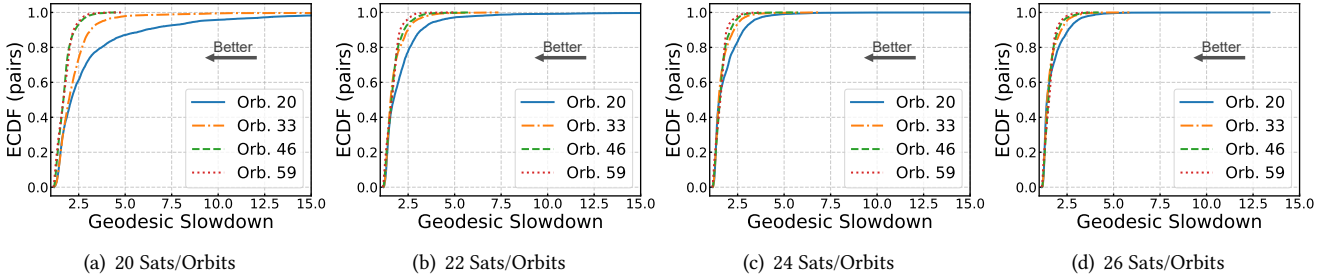 1.0
0.8
0.6
0.4
0.2
0.0
ECDF (pairs)
Better
Orb. 20
Orb. 33
Orb. 46
Orb. 59
2.5 5.0 7.5 10.0 12.5 15.0
Geodesic Slowdown
(a) 20 Sats/Orbits
1.0
0.8
0.6
0.4
0.2
0.0
ECDF (pairs)
Better
Orb. 20
Orb. 33
Orb. 46
Orb. 59
2.5 5.0 7.5 10.0 12.5 15.0
Geodesic Slowdown
(b) 22 Sats/Orbits
1.0
0.8
0.6
0.4
0.2
0.0
ECDF (pairs)
Better
Orb. 20
Orb. 33
Orb. 46
Orb. 59
2.5 5.0 7.5 10.0 12.5 15.0
Geodesic Slowdown
(c) 24 Sats/Orbits
1.0
0.8
0.6
0.4
0.2
0.0
ECDF (pairs)
Better
Orb. 20
Orb. 33
Orb. 46
Orb. 59
2.5 5.0 7.5 10.0 12.5 15.0
Geodesic Slowdown
(d) 26 Sats/Orbits